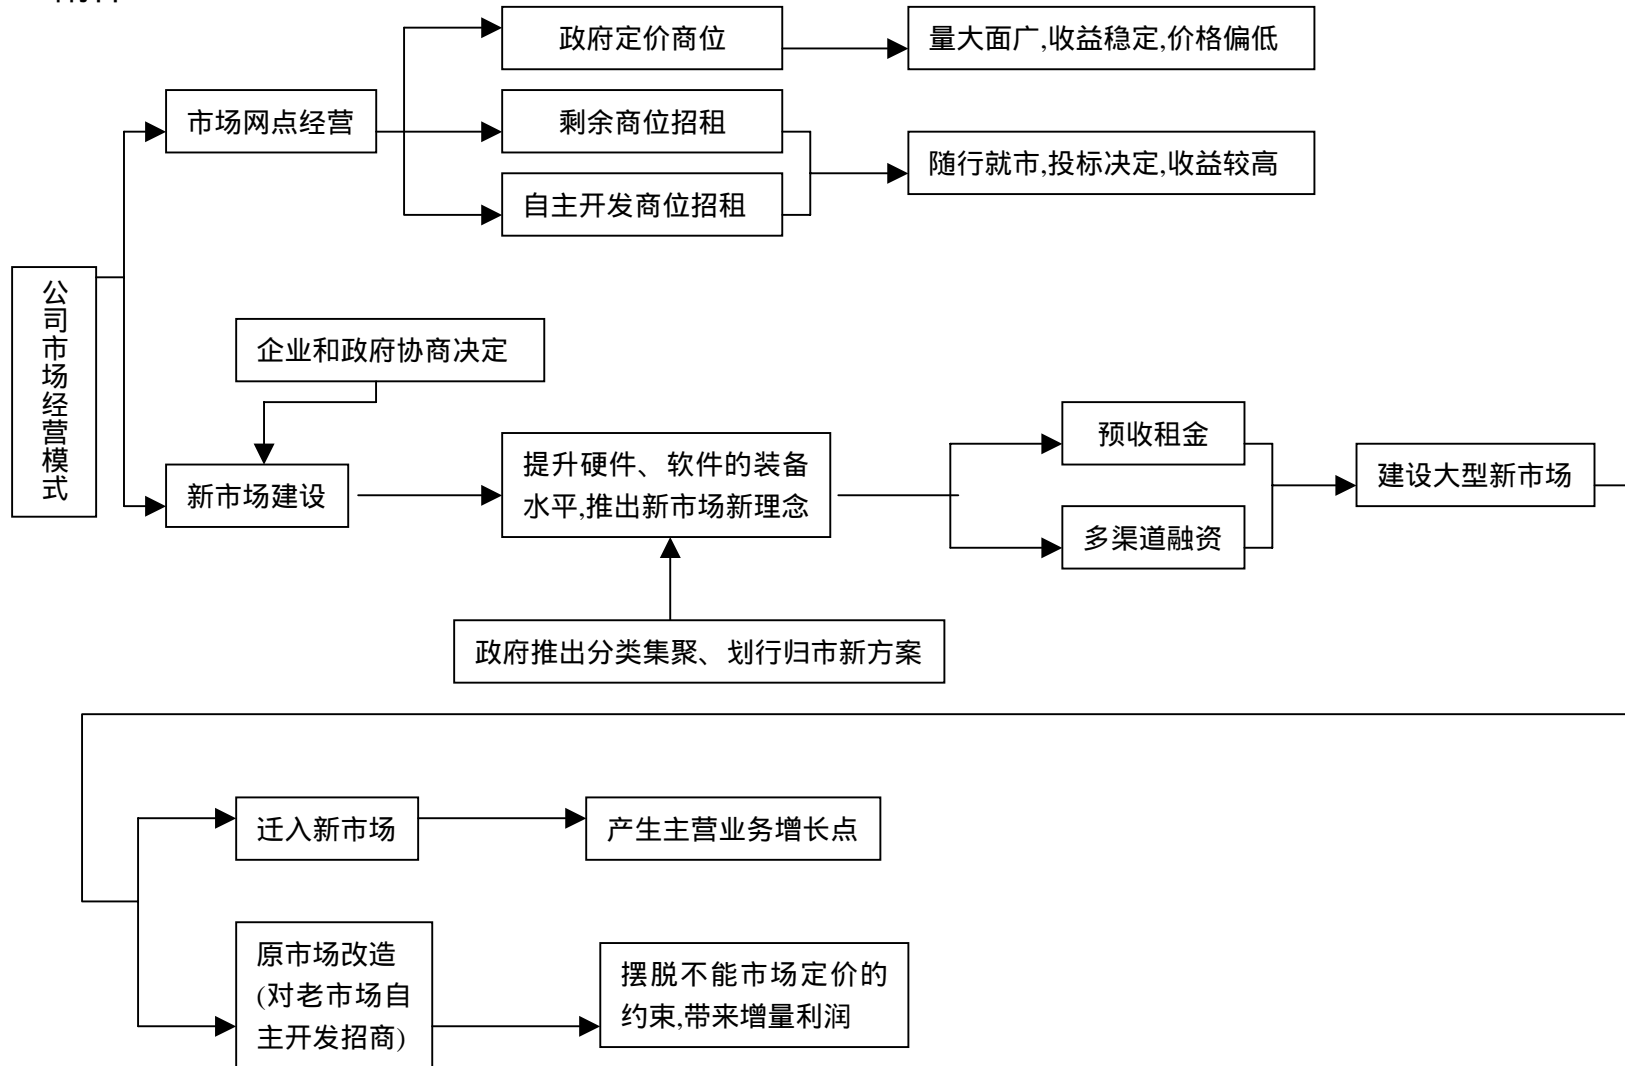 政府定价商位
量大面广,收益稳定,价格偏低
市场网点经营
剩余商位招租
随行就市,投标决定,收益较高
自主开发商位招租
公司市场经营模式
企业和政府协商决定
新市场建设
提升硬件、软件的装备
水平,推出新市场新理念
预收租金
多渠道融资
建设大型新市场
政府推出分类集聚、划行归市新方案
迁入新市场
产生主营业务增长点
原市场改造
(对老市场自
主开发招商)
摆脱不能市场定价的
约束,带来增量利润